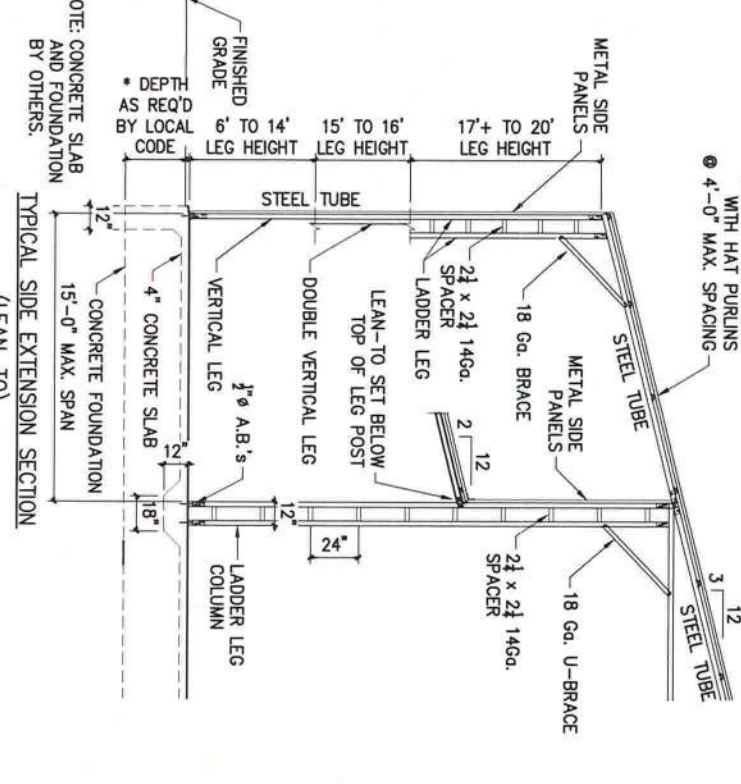 WITH HAT PURLINS
@ 4'-0" MAX. SPACING
METAL SIDE
PANELS
17'+ TO 20'
LEG HEIGHT
15' TO 16'
LEG HEIGHT
6' TO 14'
LEG HEIGHT
* DEPTH
AS REQ'D
BY LOCAL
CODE
FINISHED
GRADE
OTE: CONCRETE SLAB
AND FOUNDATION
BY OTHERS.
STEEL TUBE
STEEL TUBE
12
3
STEEL TUBE
18 Ga. BRACE
2¼ x 2¼ 14Ga.
SPACER
LADDER LEG
DOUBLE VERTICAL LEG
VERTICAL LEG
METAL SIDE
PANELS
12
2
LEAN-TO SET BELOW
TOP OF LEG POST
18 Ga. U-BRACE
2¼ x 2¼ 14Ga.
SPACER
24"
12"
LADDER LEG
COLUMN
½"ø A.B.'s
12"
18"
12"
4" CONCRETE SLAB
CONCRETE FOUNDATION
15'-0" MAX. SPAN
TYPICAL SIDE EXTENSION SECTION
(LEAN-TO)